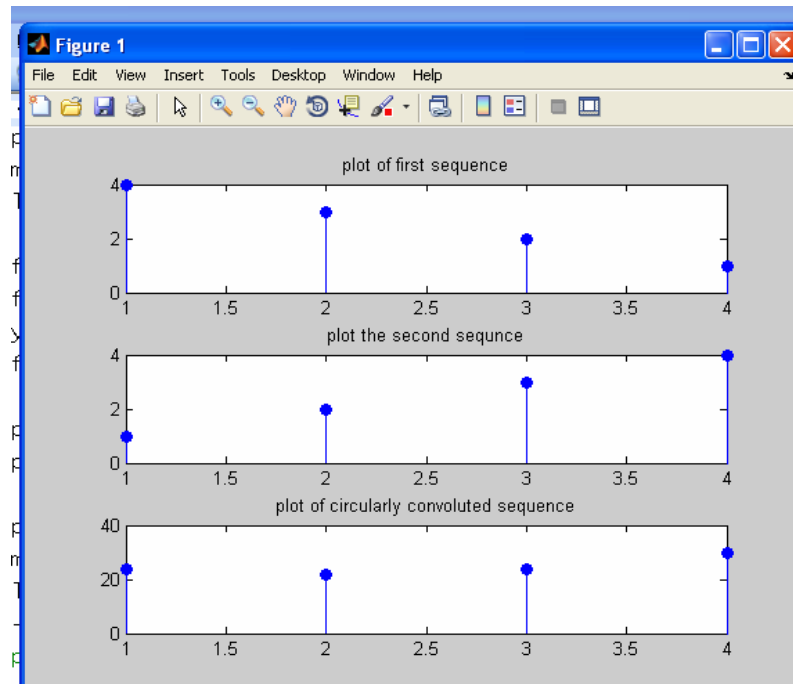 Figure 1
File Edit View Insert Tools Desktop Window Help
plot of first sequence
4
2
0
1 1.5 2 2.5 3 3.5 4
plot the second sequnce
4
2
0
1 1.5 2 2.5 3 3.5 4
plot of circularly convoluted sequence
40
20
0
1 1.5 2 2.5 3 3.5 4